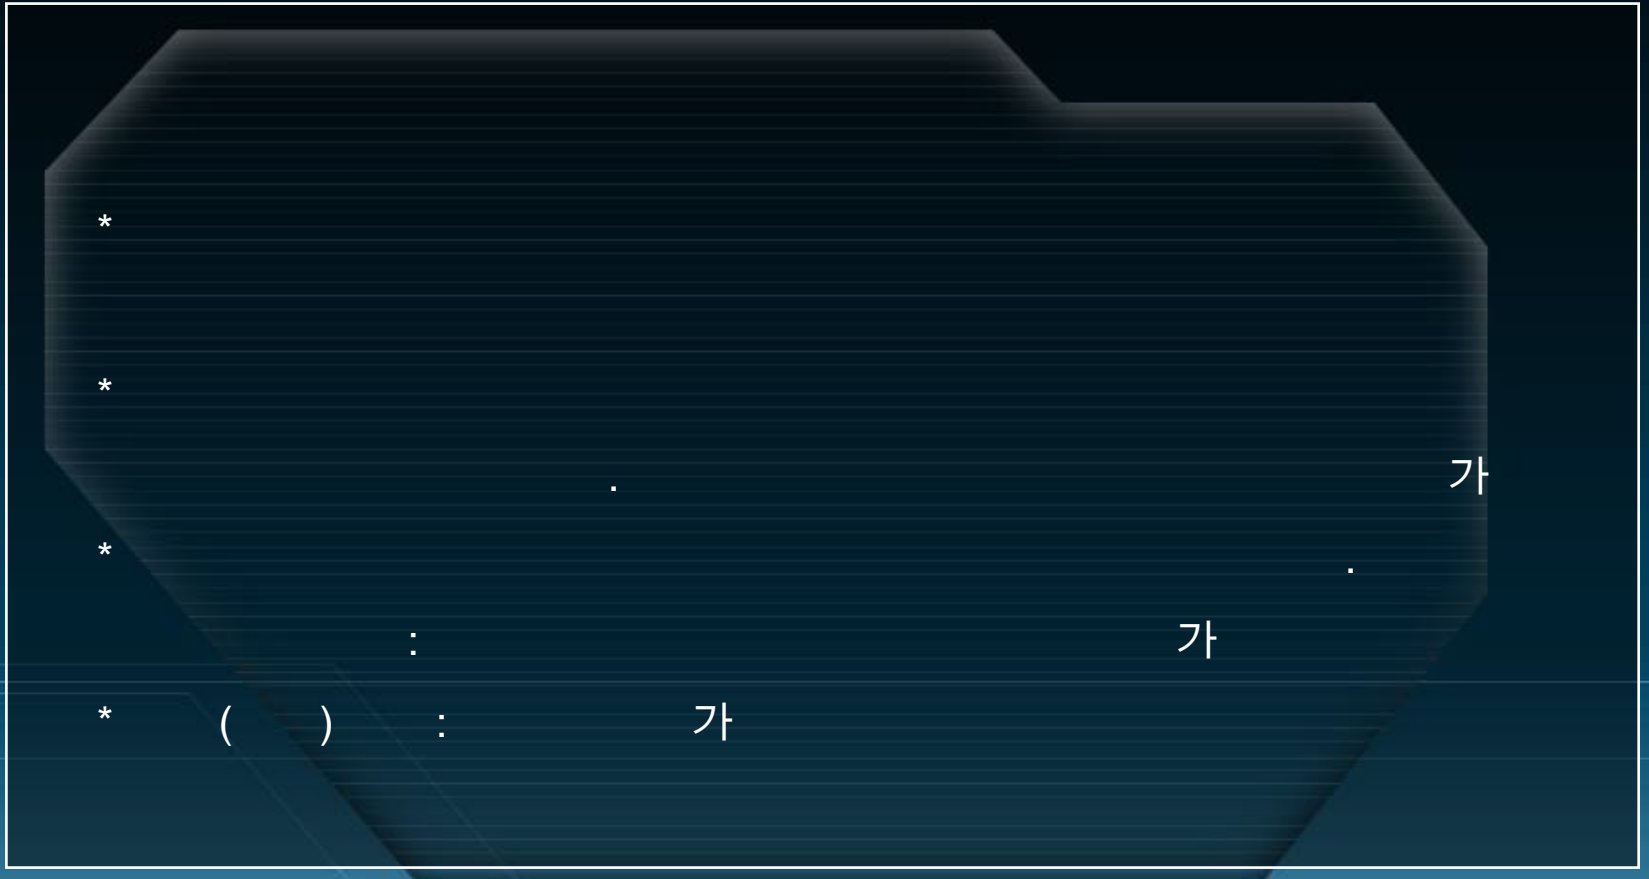 *
*
. 가
* .
: 가
* ( ) : 가